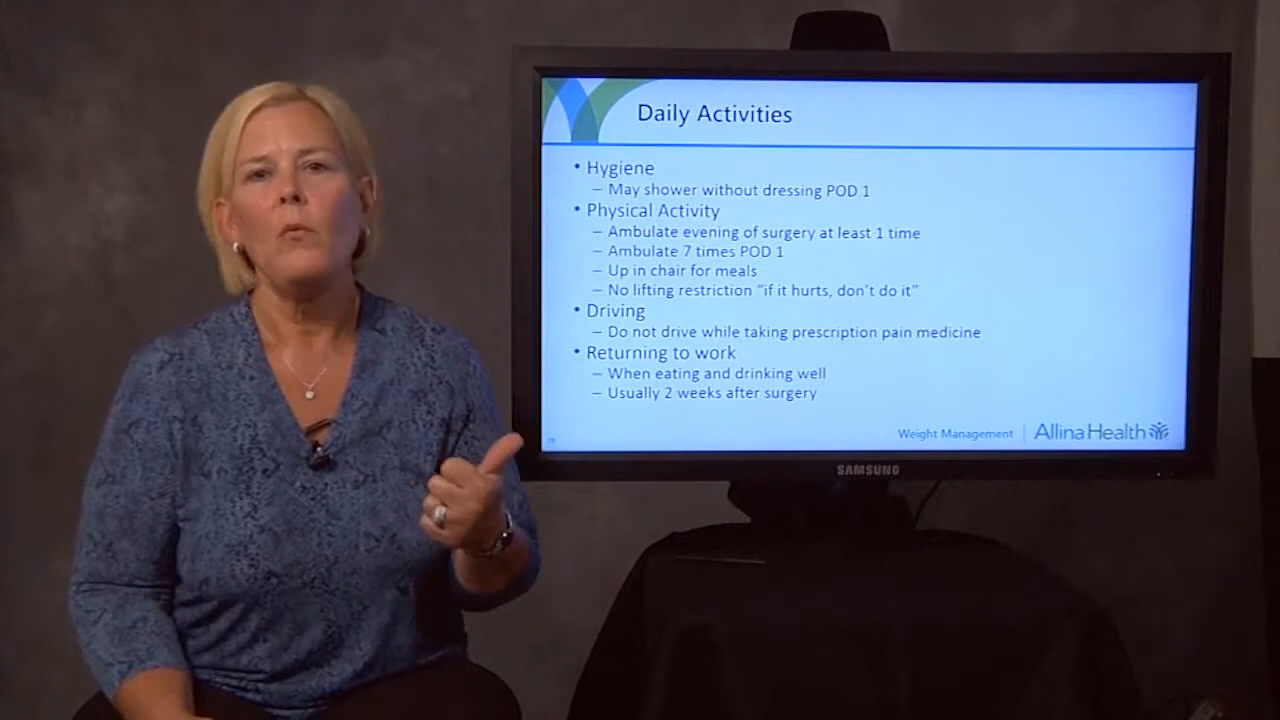 Daily Activities
• Hygiene
– May shower without dressing POD 1
• Physical Activity
– Ambulate evening of surgery at least 1 time
– Ambulate 7 times POD 1
– Up in chair for meals
– No lifting restriction “if it hurts, don’t do it”
• Driving
– Do not drive while taking prescription pain medicine
• Returning to work
– When eating and drinking well
– Usually 2 weeks after surgery
Weight Management | Allina Health
SAMSUNG